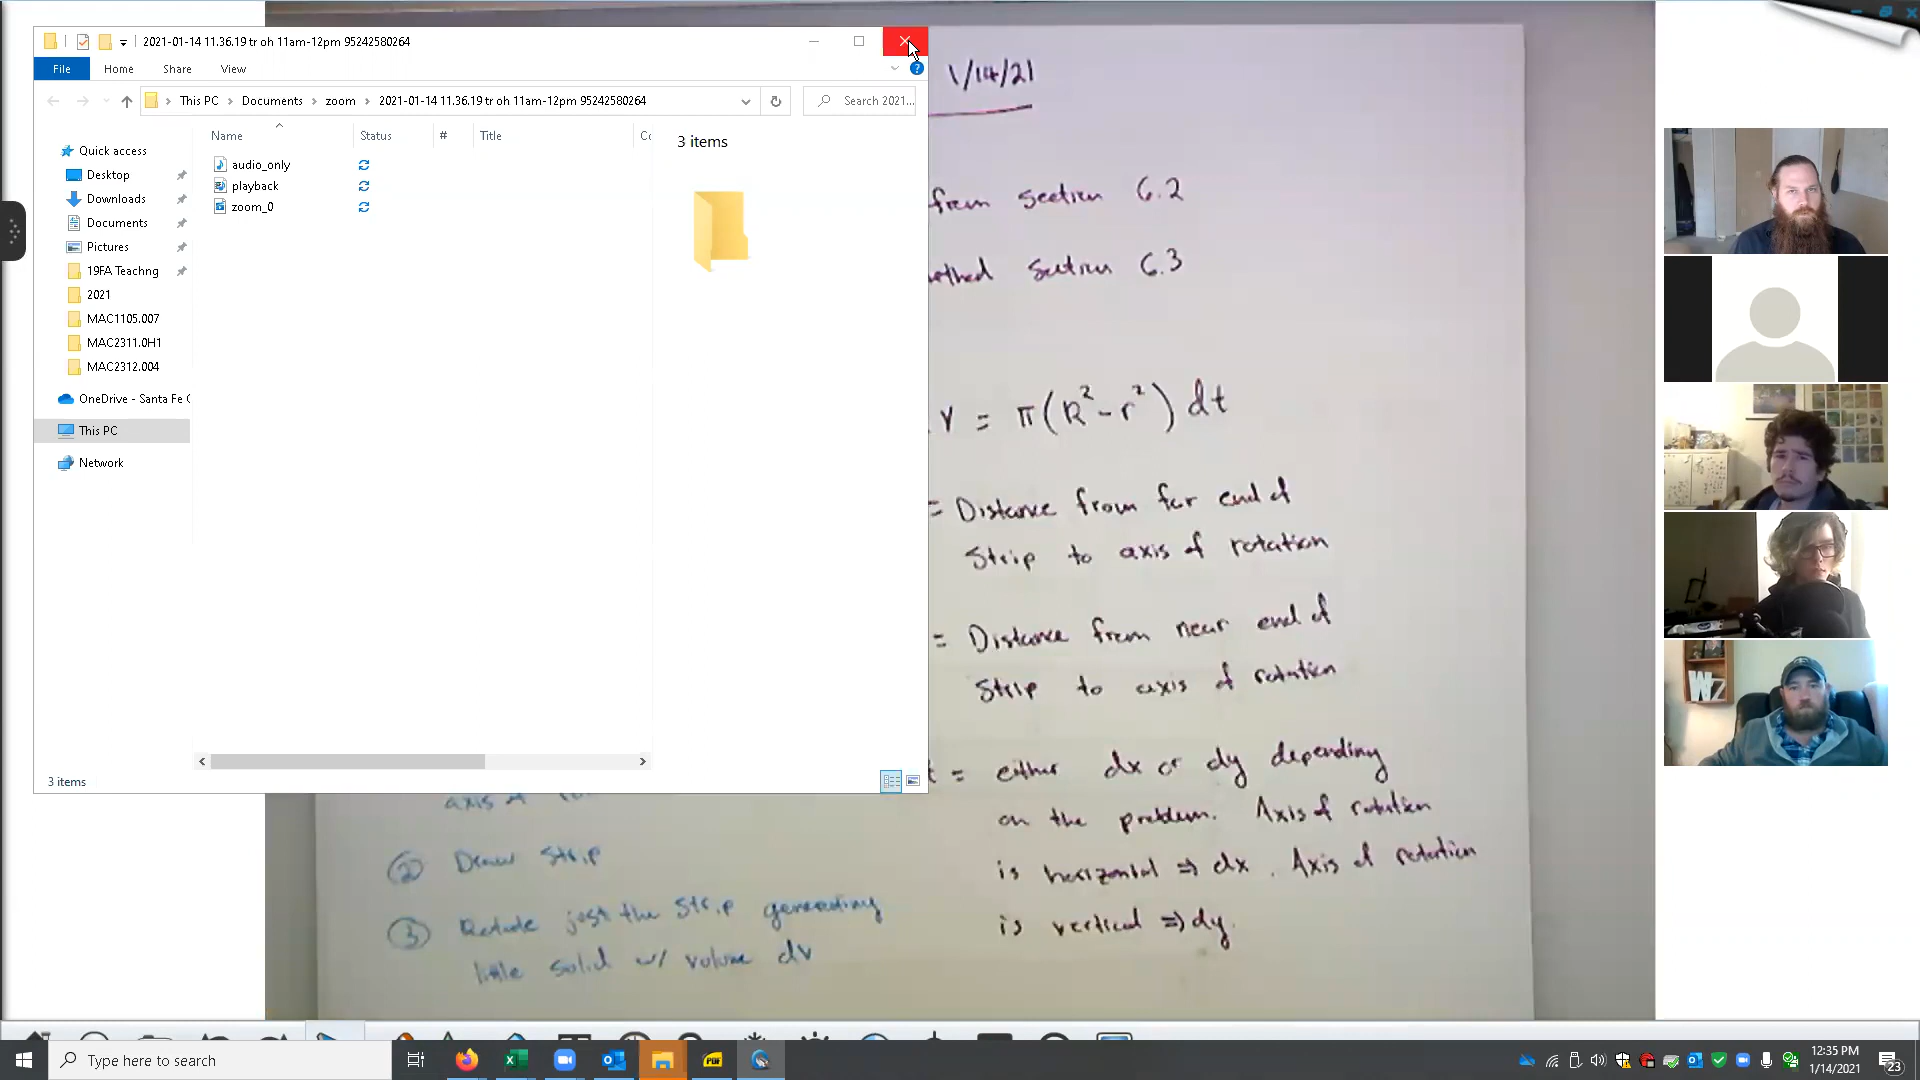 2021-01-14 11.36.19 tr oh 11am-12pm 95242580264
File Home Share View
This PC > Documents > zoom > 2021-01-14 11.36.19 tr oh 11am-12pm 95242580264
Search 2021...
Name Status # Title Co
Quick access
Desktop
Downloads
Documents
Pictures
19FA Teachng
2021
MAC1105.007
MAC2311.0H1
MAC2312.004
OneDrive - Santa Fe C
This PC
Network
audio_only
playback
zoom_0
3 items
3 items
1/14/21
from section 6.2
section 6.3
V = π(R²-r²) dt
= Distance from far end of
strip to axis of rotation
= Distance from near end of
strip to axis of rotation
t = either dx or dy depending
on the problem. Axis of rotation
is horizontal ⇒ dx. Axis of rotation
is vertical ⇒ dy.
axis of
② Draw strip
③ Rotate just the strip generating
little solid w/ volume dv
WZ
Type here to search
PDF
12:35 PM
1/14/2021
23